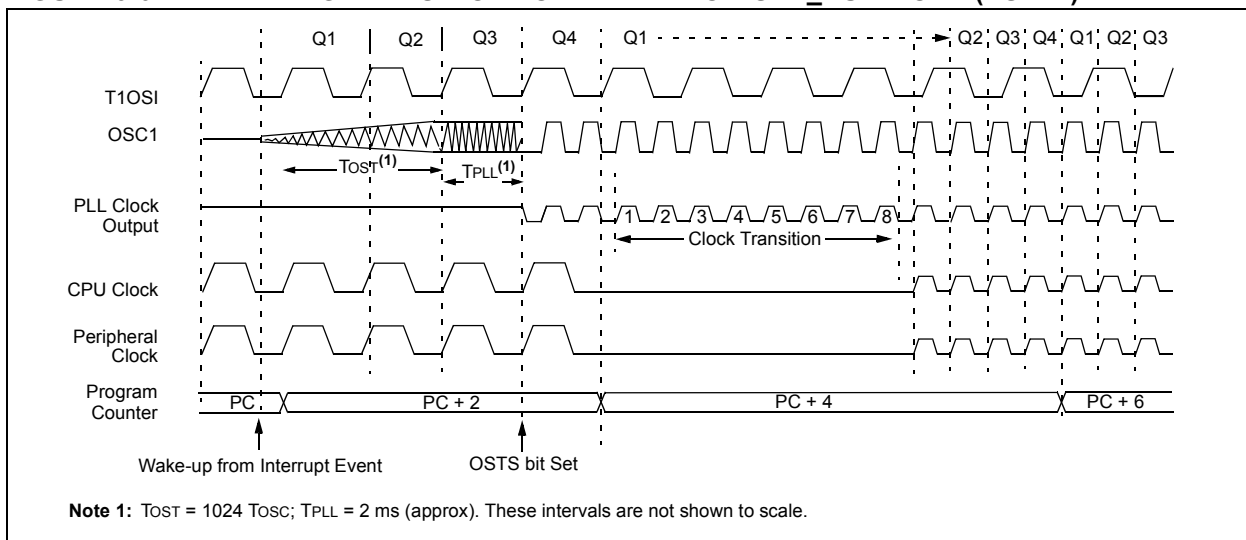 Q1 Q2 Q3 Q4 Q1 Q2 Q3 Q4 Q1 Q2 Q3
T1OSI
OSC1
TOST(1) TPLL(1)
PLL Clock
Output
1 2 3 4 5 6 7 8
Clock Transition
CPU Clock
Peripheral
Clock
Program
Counter
PC PC + 2 PC + 4 PC + 6
Wake-up from Interrupt Event OSTS bit Set
Note 1: TOST = 1024 TOSC; TPLL = 2 ms (approx). These intervals are not shown to scale.